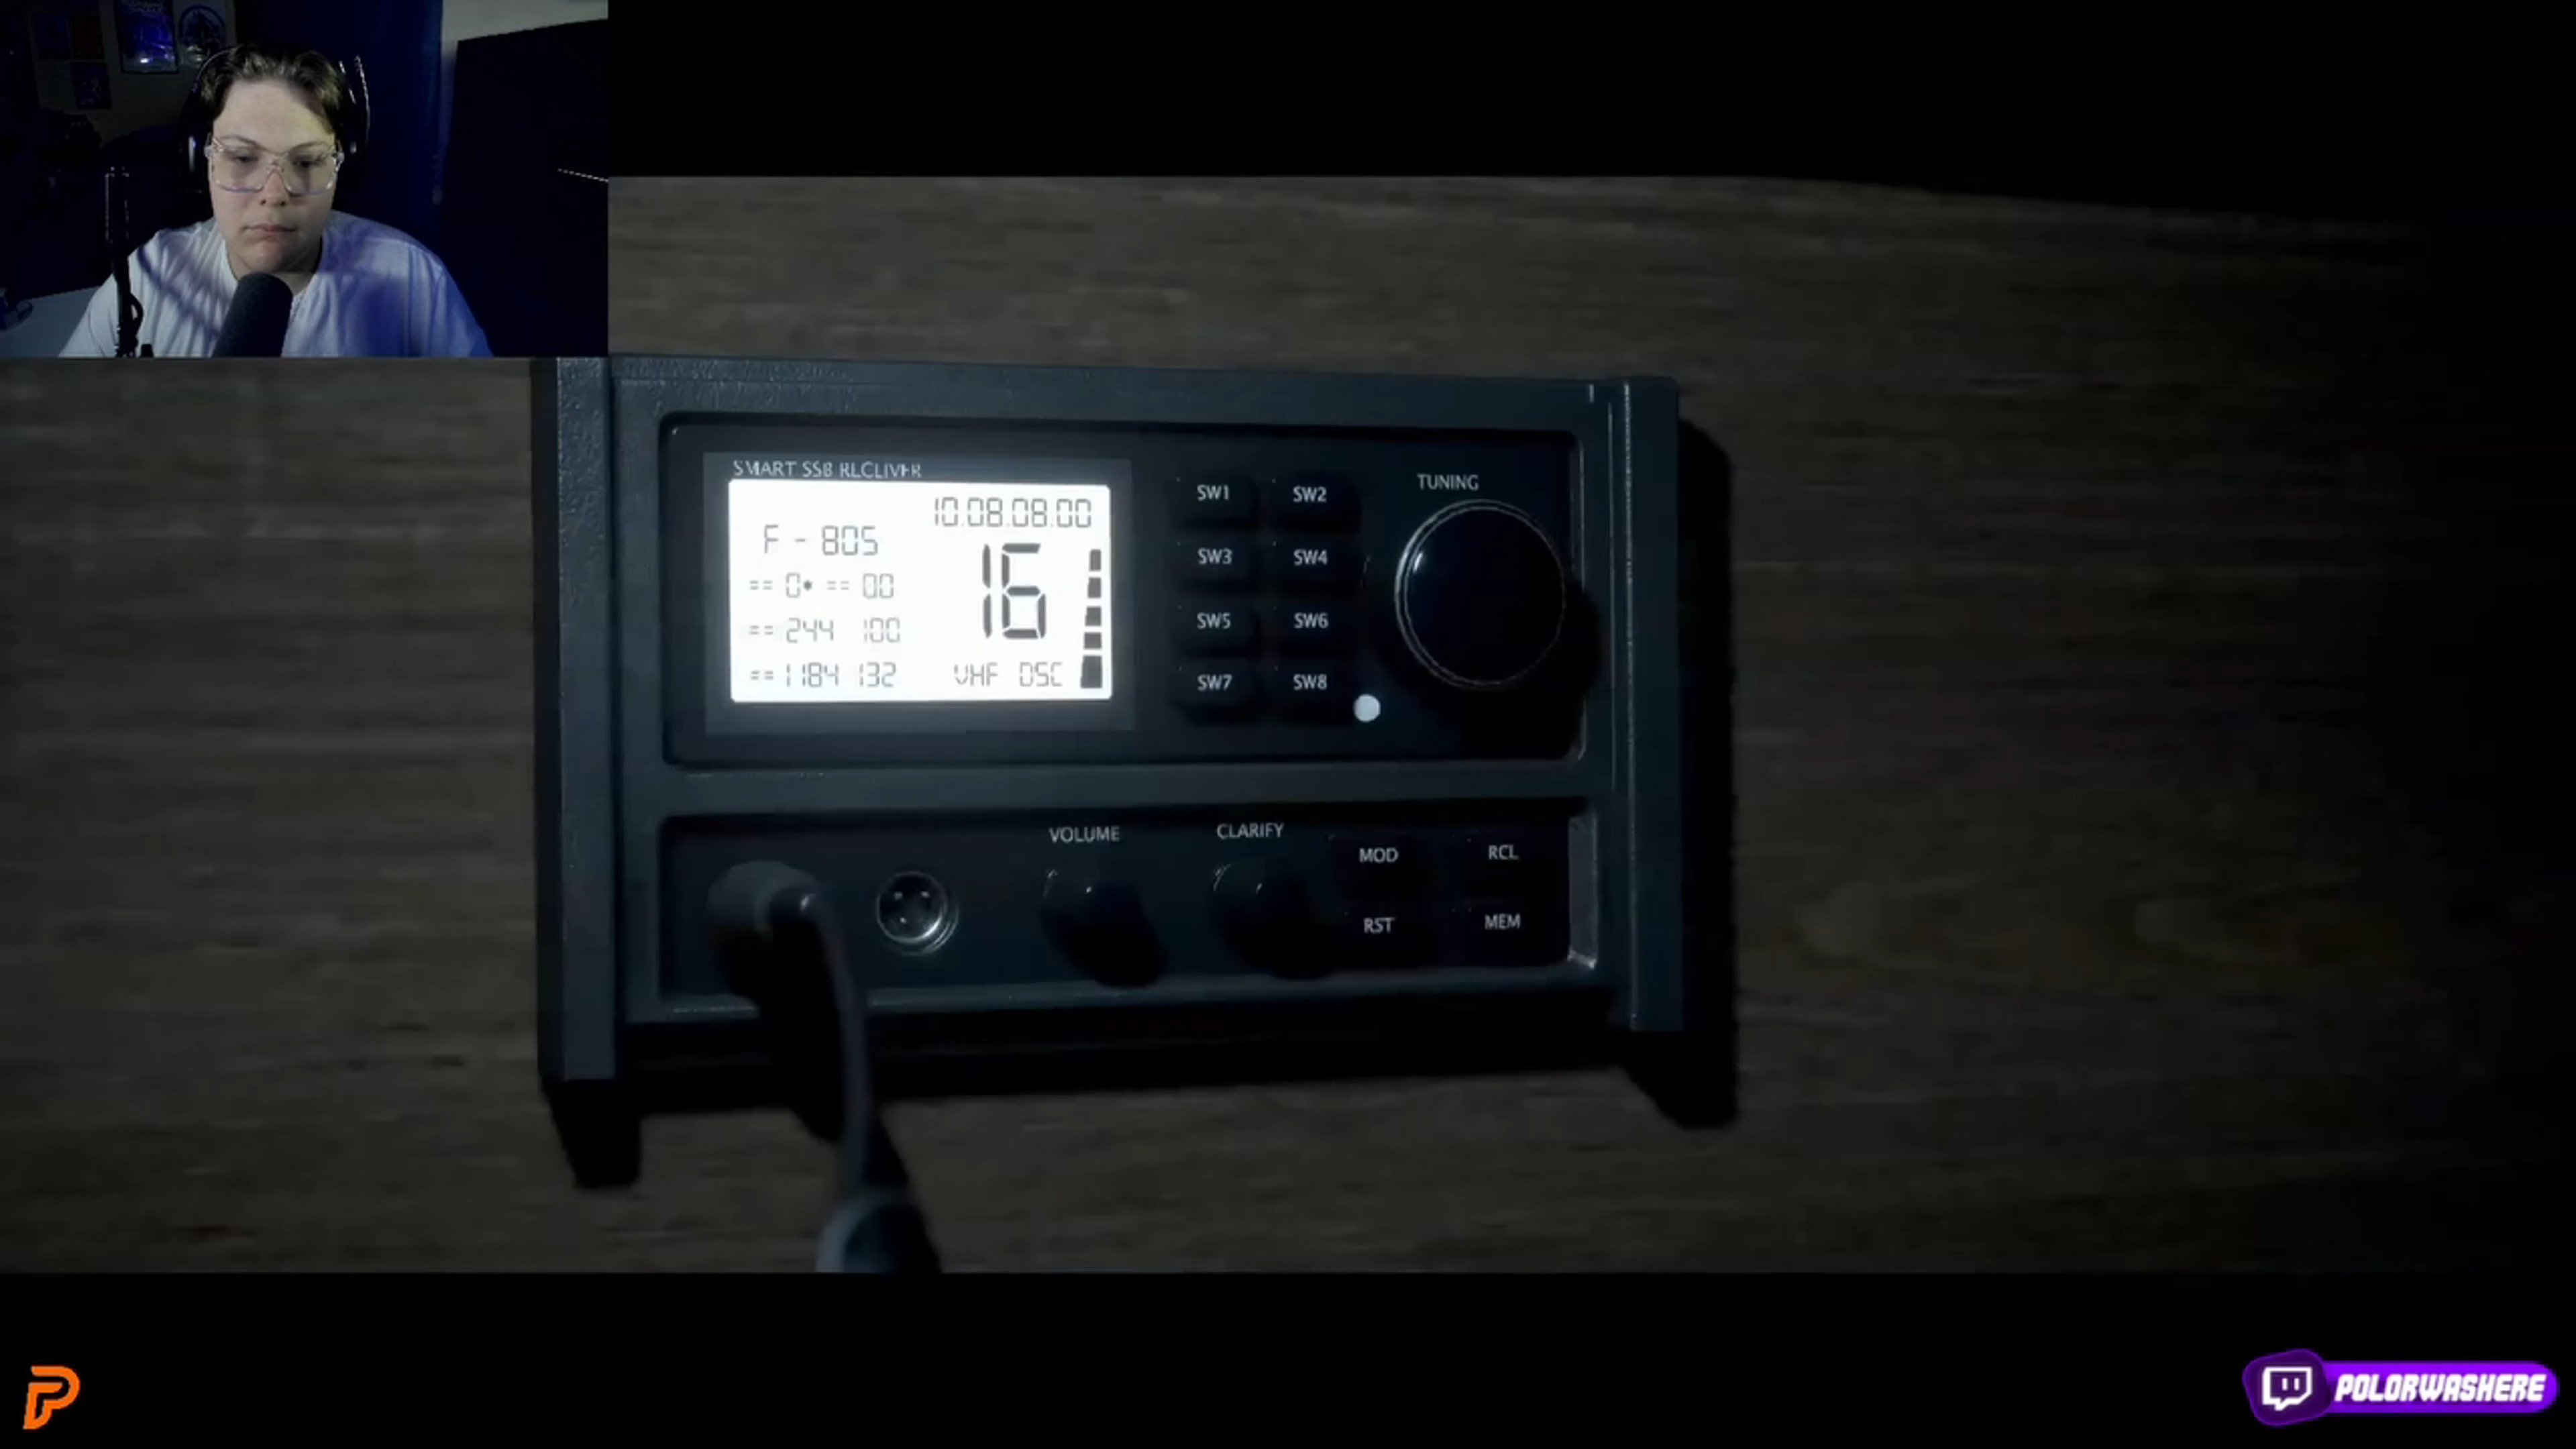 SMART SSB RECEIVER
10.08.08.00
F - 805
16
== 0• == 00
== 244 100
== 1184 132
VHF DSC
SW1
SW2
SW3
SW4
SW5
SW6
SW7
SW8
TUNING
VOLUME
CLARIFY
MOD
RCL
RST
MEM
POLORWASHERE